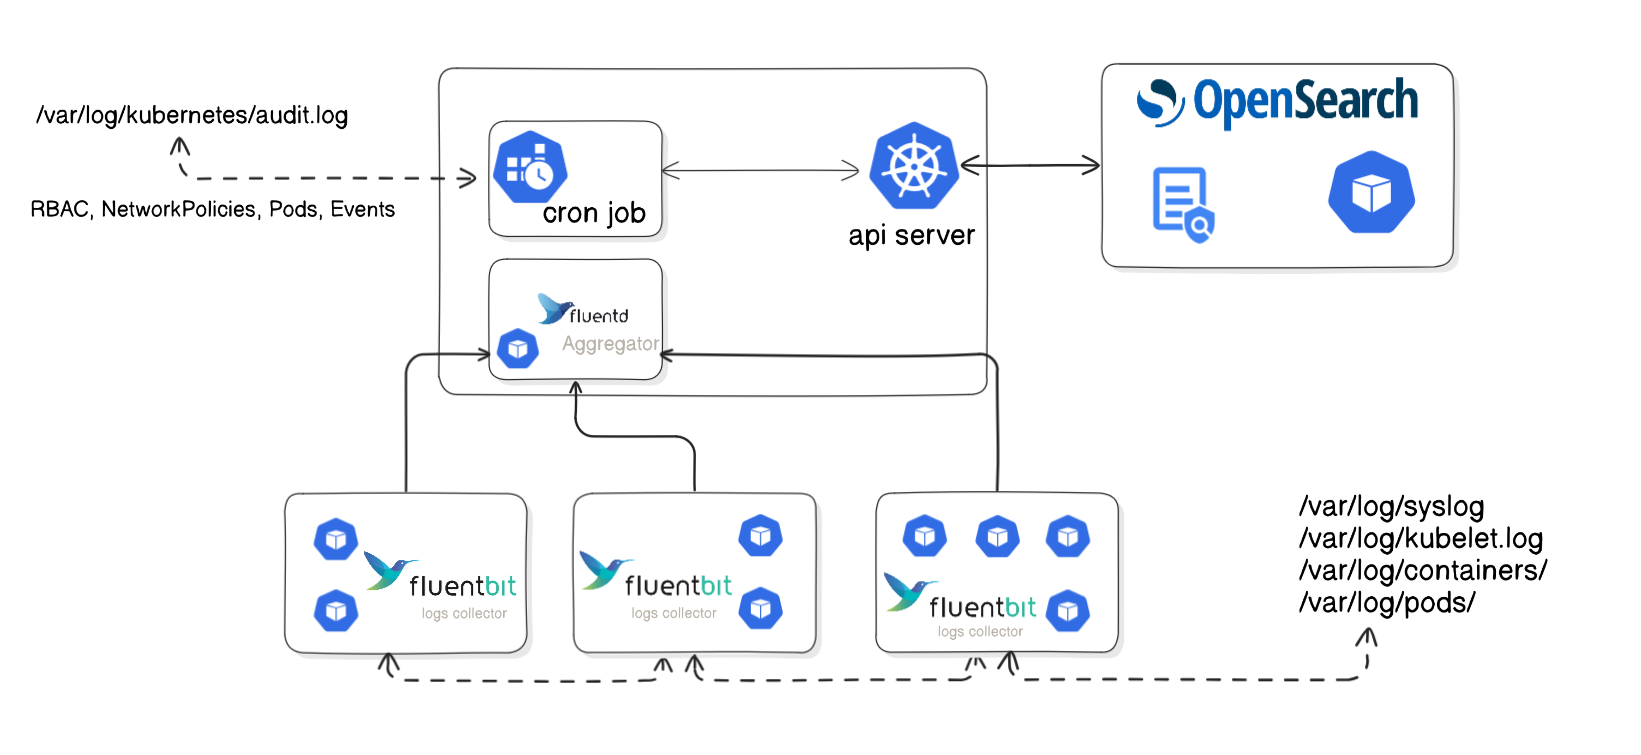 /var/log/kubernetes/audit.log
RBAC, NetworkPolicies, Pods, Events
cron job
api server
OpenSearch
fluentd
Aggregator
fluentbit
logs collector
fluentbit
logs collector
fluentbit
logs collector
/var/log/syslog
/var/log/kubelet.log
/var/log/containers/
/var/log/pods/